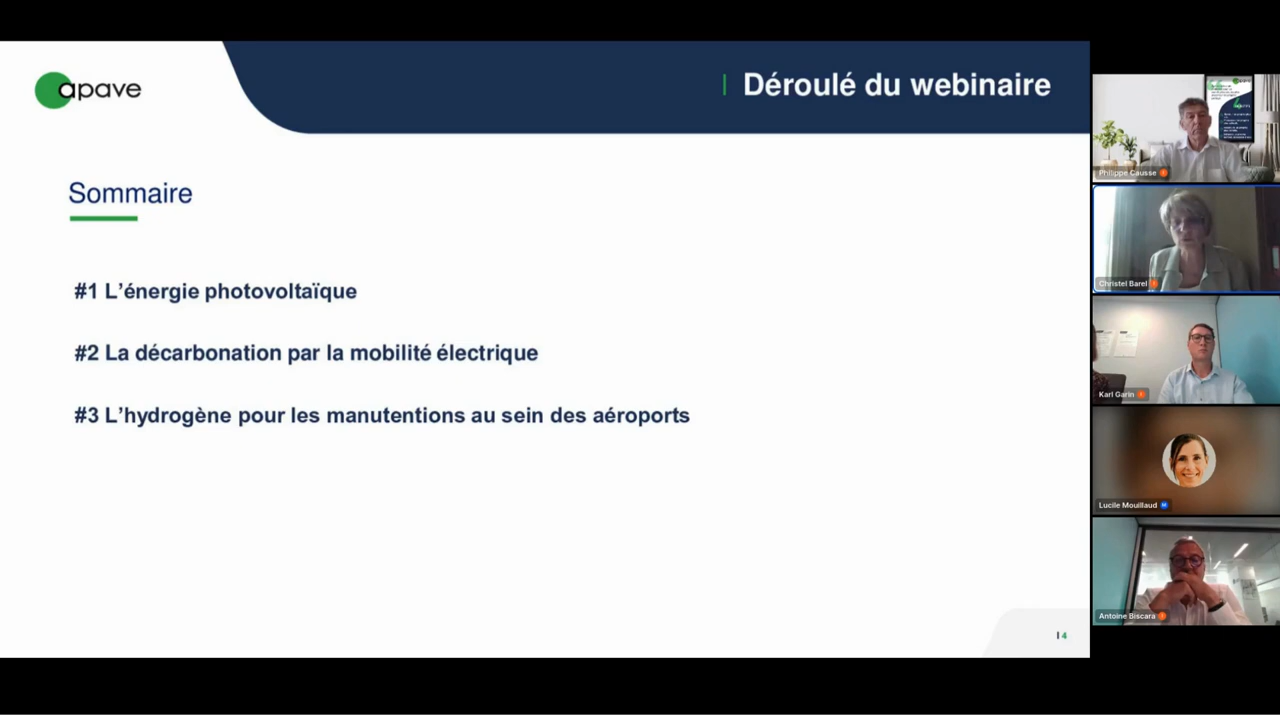 apave
Déroulé du webinaire
Sommaire
#1 L’énergie photovoltaïque
#2 La décarbonation par la mobilité électrique
#3 L’hydrogène pour les manutentions au sein des aéroports
4
Philippe Causse
Christel Barel
Karl Garin
Lucile Mouillaud
Antoine Biscara